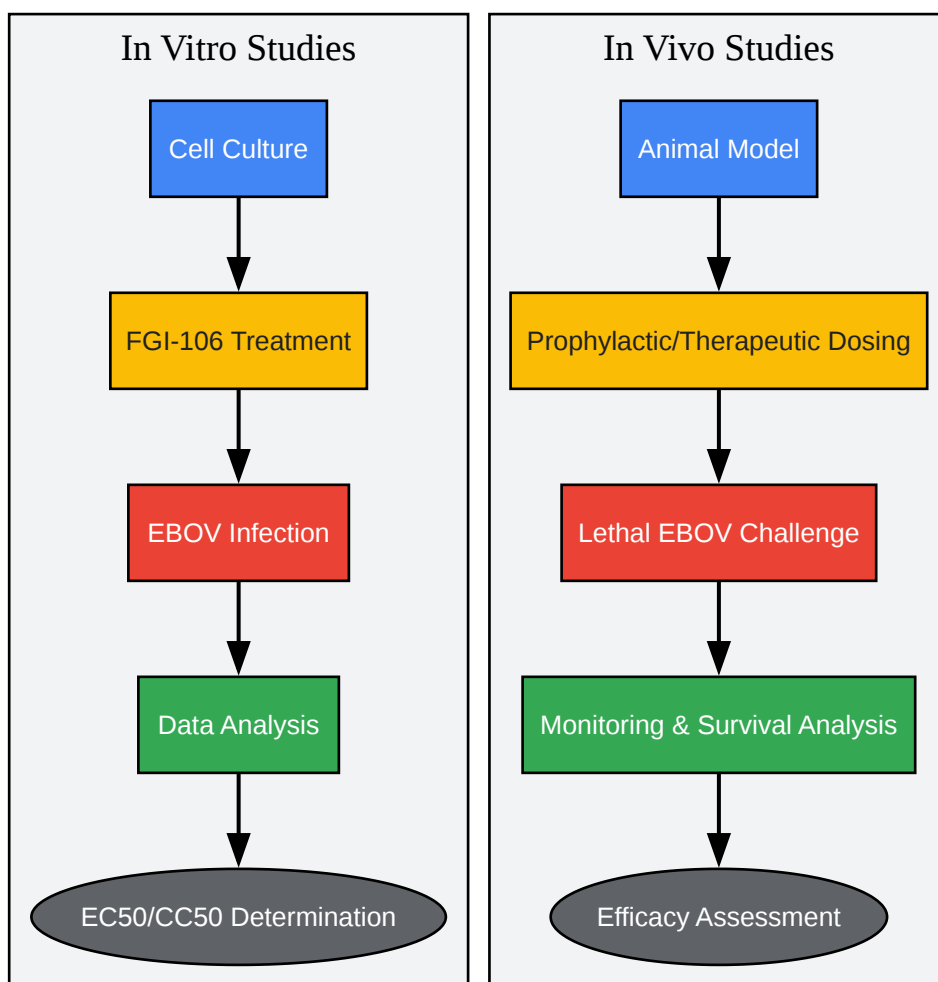 In Vitro Studies
Cell Culture
FGI-106 Treatment
EBOV Infection
Data Analysis
EC50/CC50 Determination
In Vivo Studies
Animal Model
Prophylactic/Therapeutic Dosing
Lethal EBOV Challenge
Monitoring & Survival Analysis
Efficacy Assessment